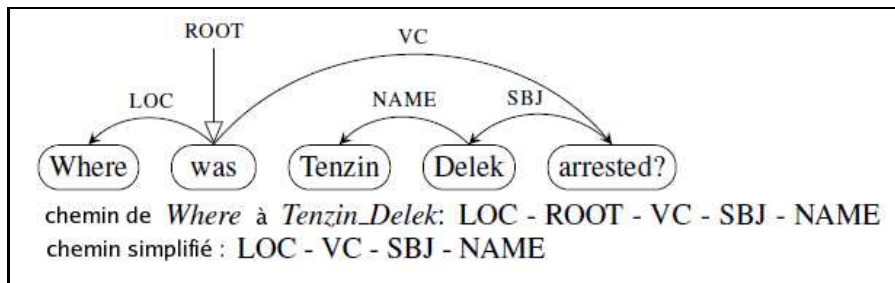 ROOT
VC
LOC
NAME
SBJ
Where was Tenzin Delek arrested?
chemin de Where à Tenzin_Delek: LOC - ROOT - VC - SBJ - NAME
chemin simplifié : LOC - VC - SBJ - NAME